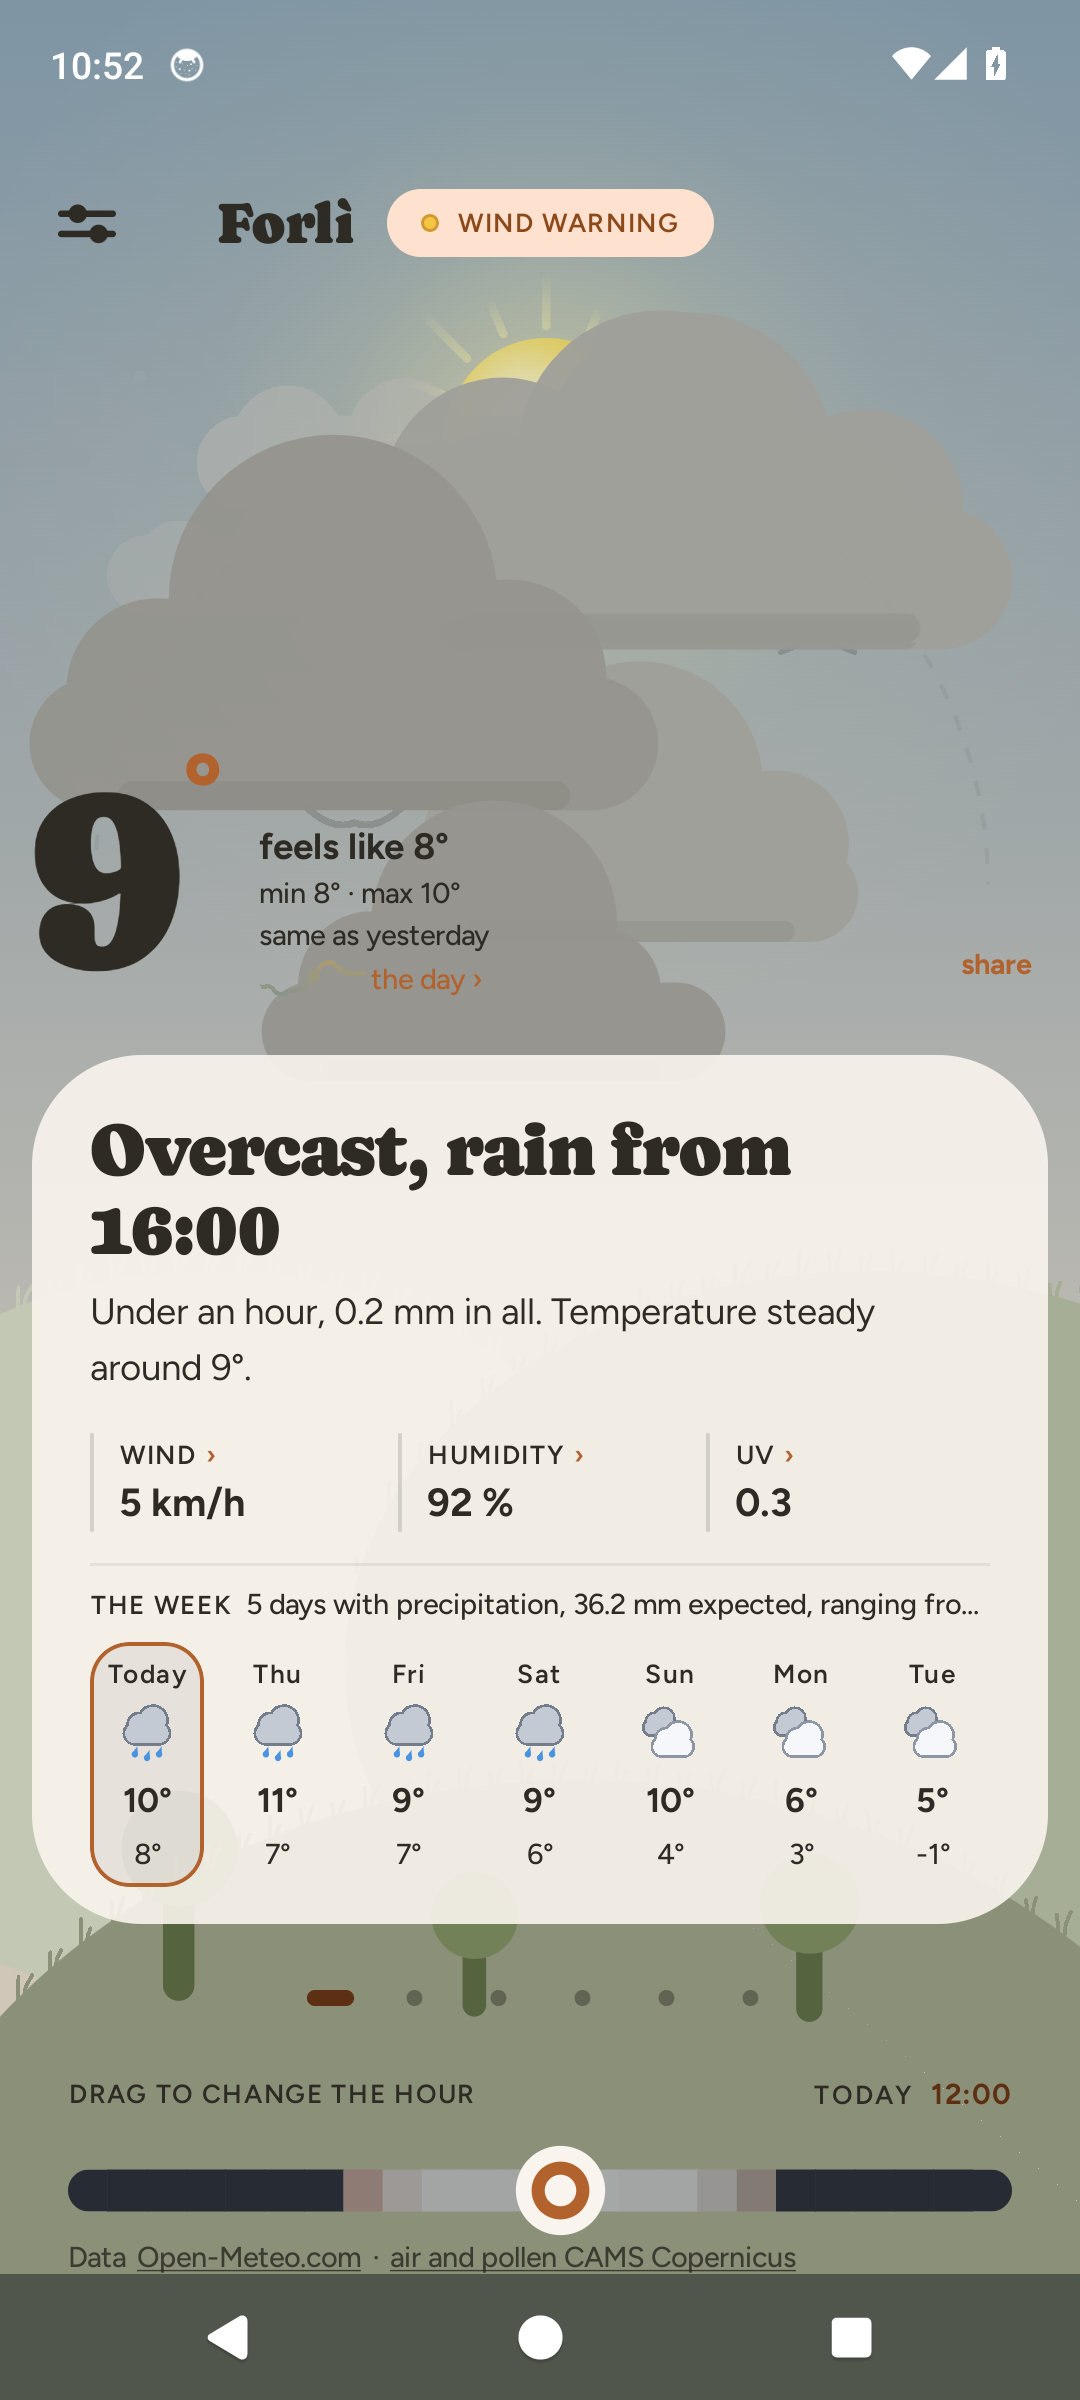 10:52
Forlì
WIND WARNING
9
feels like 8°
min 8° · max 10°
same as yesterday
the day ›
share
Overcast, rain from
16:00
Under an hour, 0.2 mm in all. Temperature steady
around 9°.
WIND › HUMIDITY › UV ›
5 km/h 92 % 0.3
THE WEEK 5 days with precipitation, 36.2 mm expected, ranging fro...
Today Thu Fri Sat Sun Mon Tue
10° 11° 9° 9° 10° 6° 5°
8° 7° 7° 6° 4° 3° -1°
DRAG TO CHANGE THE HOUR TODAY 12:00
Data Open-Meteo.com · air and pollen CAMS Copernicus